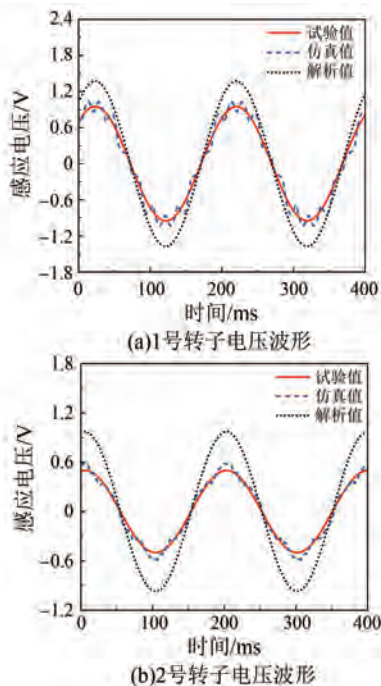 2.4
1.8
1.2
0.6
0
−0.6
−1.2
−1.8
感应电压/V
试验值
仿真值
解析值
0 100 200 300 400
时间/ms
(a)1号转子电压波形
1.8
1.2
0.6
0
−0.6
−1.2
感应电压/V
试验值
仿真值
解析值
0 100 200 300 400
时间/ms
(b)2号转子电压波形